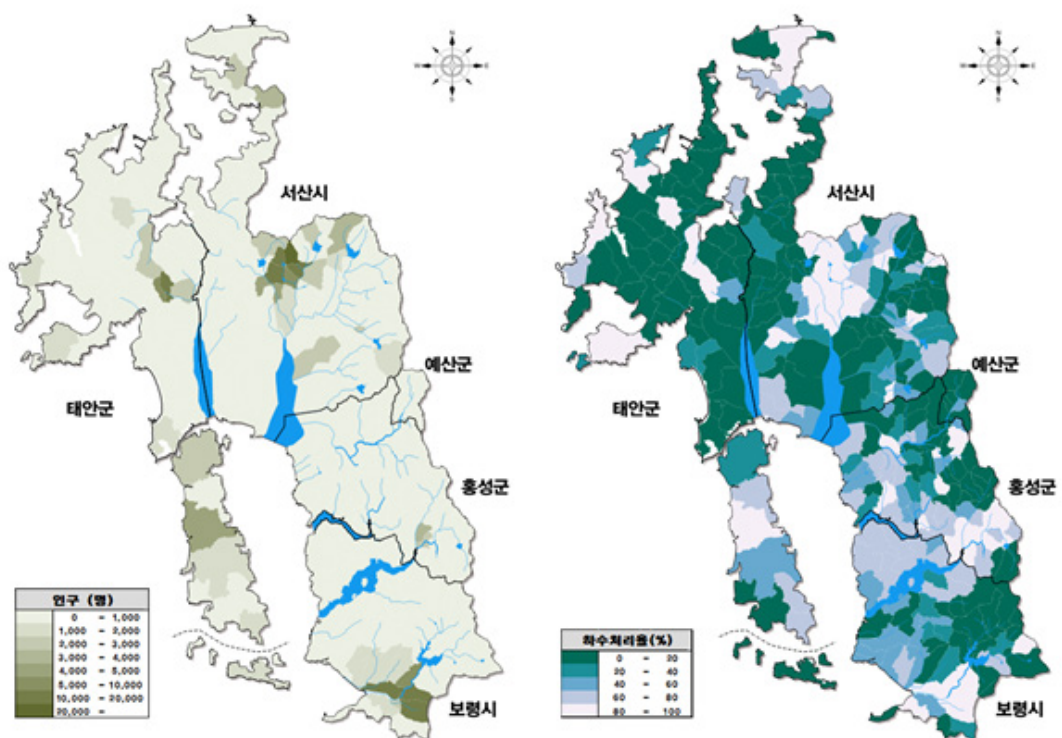 N
W E
S
N
W E
S
서산시
서산시
예산군
예산군
태안군
태안군
홍성군
홍성군
보령시
보령시
인구 (명)
0 - 1,000
1,000 - 2,000
2,000 - 3,000
3,000 - 4,000
4,000 - 5,000
5,000 - 10,000
10,000 - 20,000
20,000 -
하수처리율(%)
0 - 20
20 - 40
40 - 60
60 - 80
80 - 100